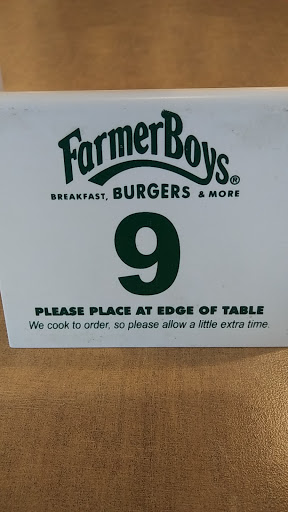 FarmerBoys®
BREAKFAST, BURGERS & MORE
9
PLEASE PLACE AT EDGE OF TABLE
We cook to order, so please allow a little extra time.